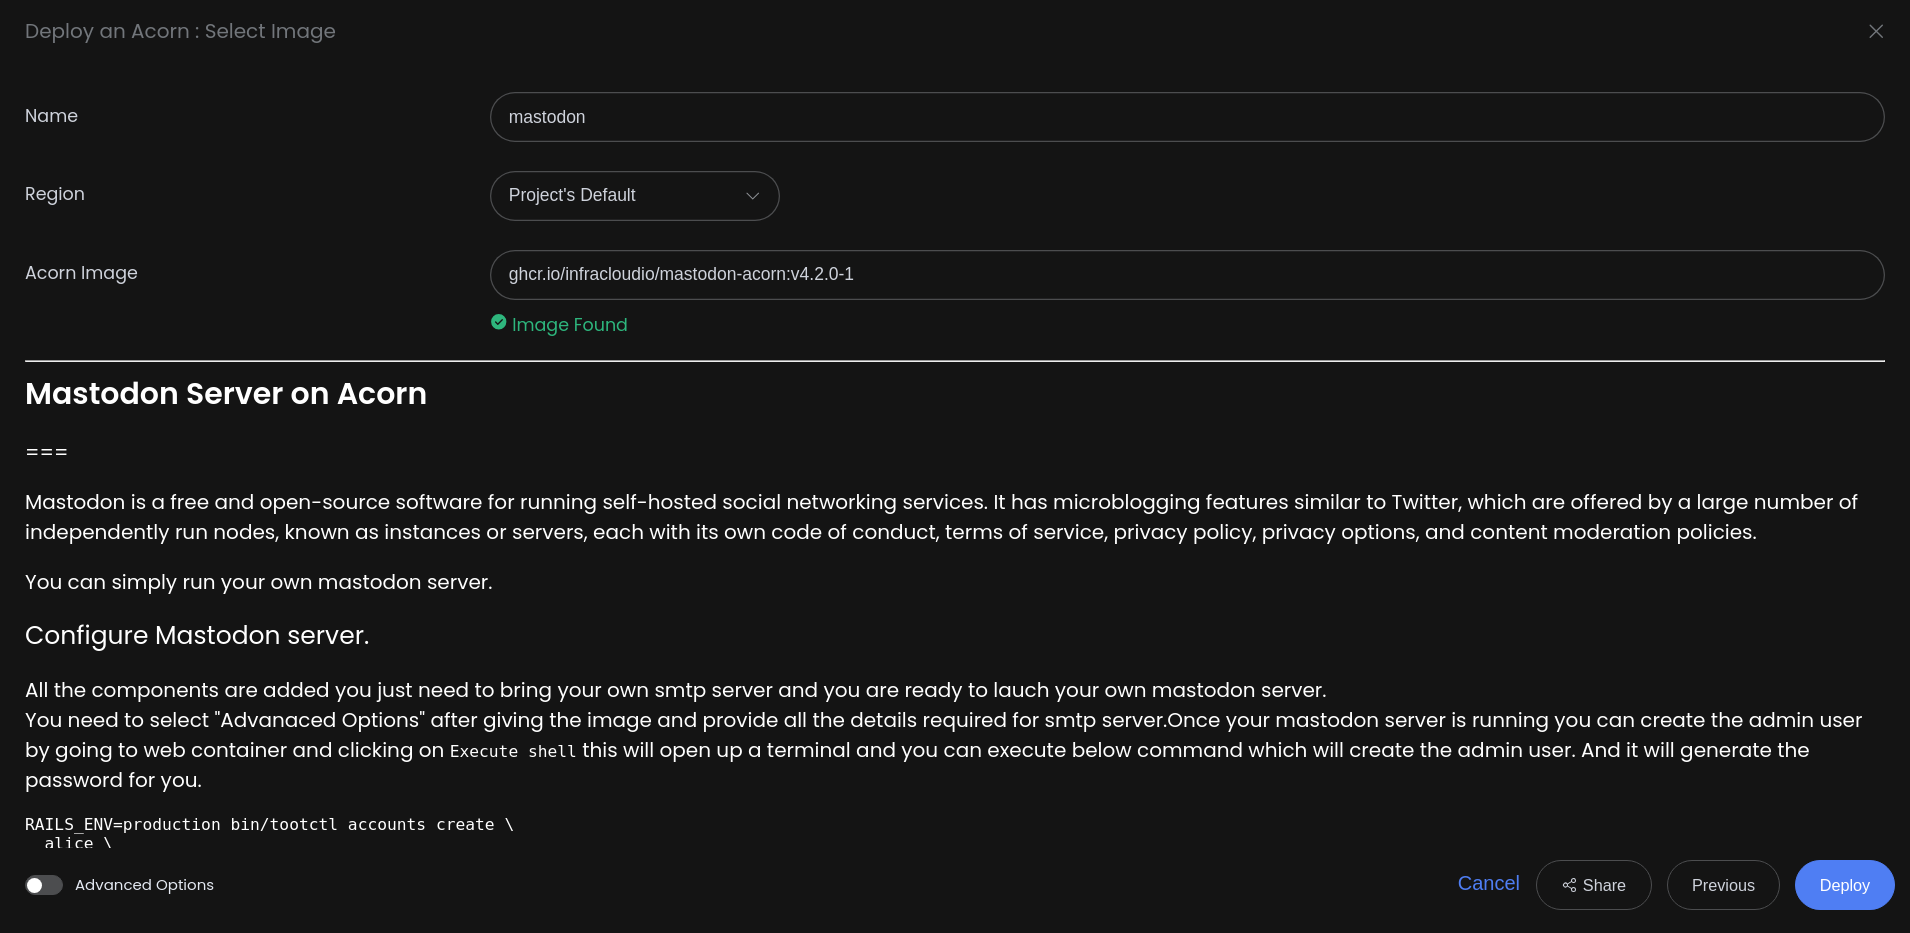 Deploy an Acorn : Select Image
Name
mastodon
Region
Project's Default
Acorn Image
ghcr.io/infracloudio/mastodon-acorn:v4.2.0-1
Image Found
Mastodon Server on Acorn
===
Mastodon is a free and open-source software for running self-hosted social networking services. It has microblogging features similar to Twitter, which are offered by a large number of
independently run nodes, known as instances or servers, each with its own code of conduct, terms of service, privacy policy, privacy options, and content moderation policies.
You can simply run your own mastodon server.
Configure Mastodon server.
All the components are added you just need to bring your own smtp server and you are ready to lauch your own mastodon server.
You need to select "Advanaced Options" after giving the image and provide all the details required for smtp server.Once your mastodon server is running you can create the admin user
by going to web container and clicking on Execute shell this will open up a terminal and you can execute below command which will create the admin user. And it will generate the
password for you.
RAILS_ENV=production bin/tootctl accounts create \
alice \
Advanced Options
Cancel
Share
Previous
Deploy